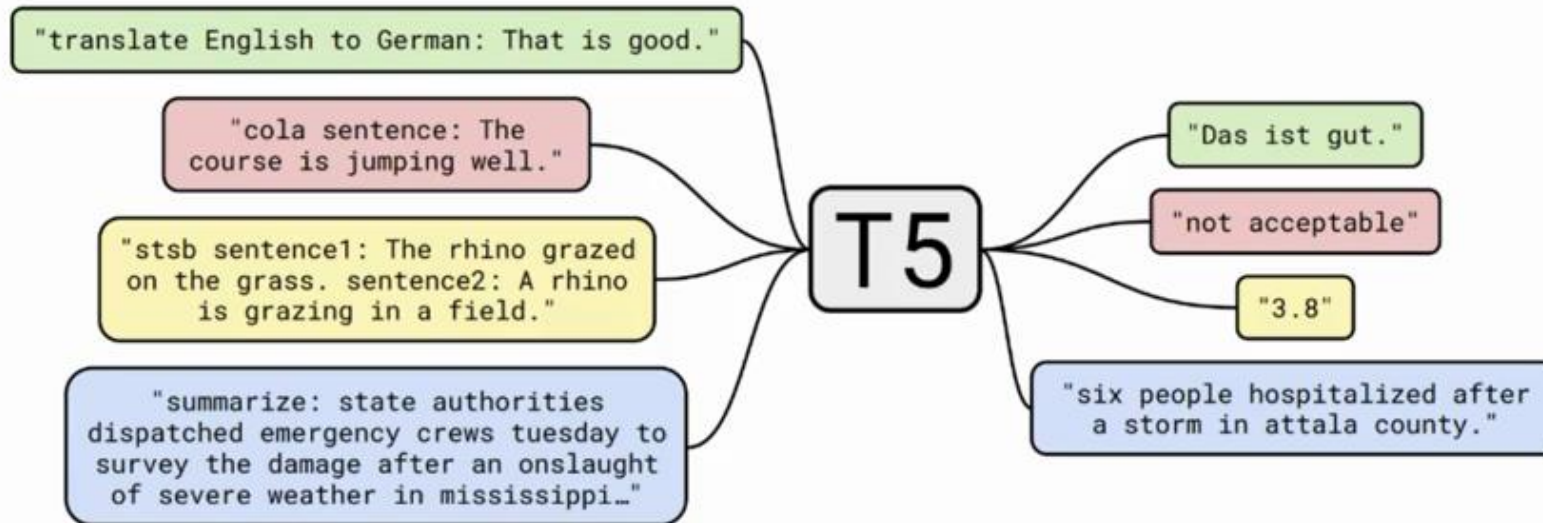 "translate English to German: That is good."
"cola sentence: The
course is jumping well."
"stsb sentence1: The rhino grazed
on the grass. sentence2: A rhino
is grazing in a field."
"summarize: state authorities
dispatched emergency crews tuesday to
survey the damage after an onslaught
of severe weather in mississippi…"
T5
"Das ist gut."
"not acceptable"
"3.8"
"six people hospitalized after
a storm in attala county."